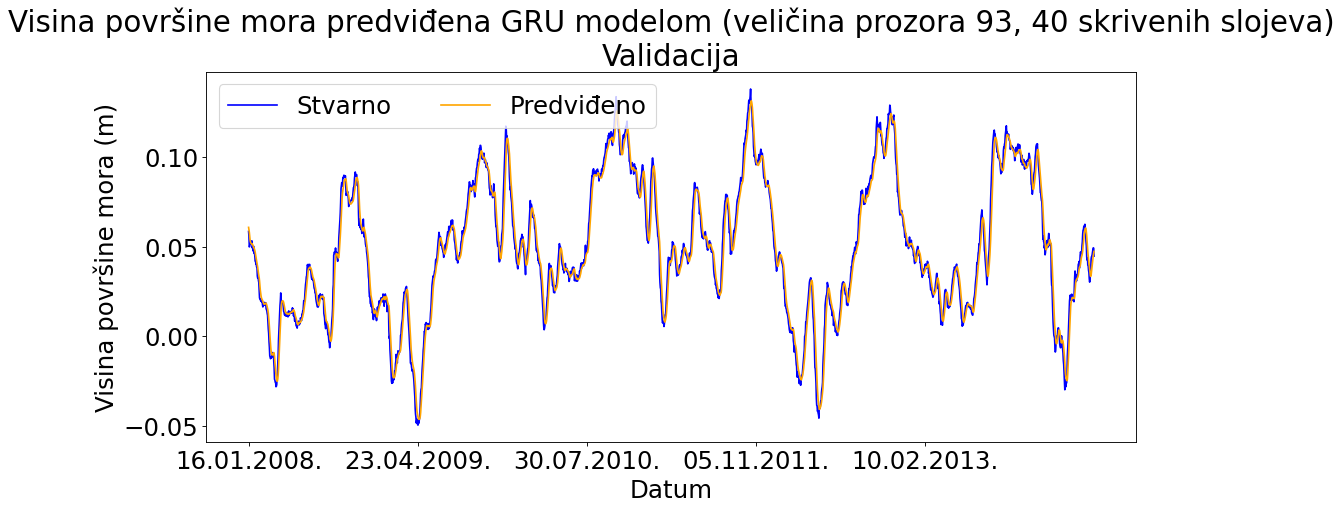 Visina površine mora predviđena GRU modelom (veličina prozora 93, 40 skrivenih slojeva)
Validacija
Stvarno
Predviđeno
Visina površine mora (m)
0.10
0.05
0.00
−0.05
16.01.2008. 23.04.2009. 30.07.2010. 05.11.2011. 10.02.2013.
Datum